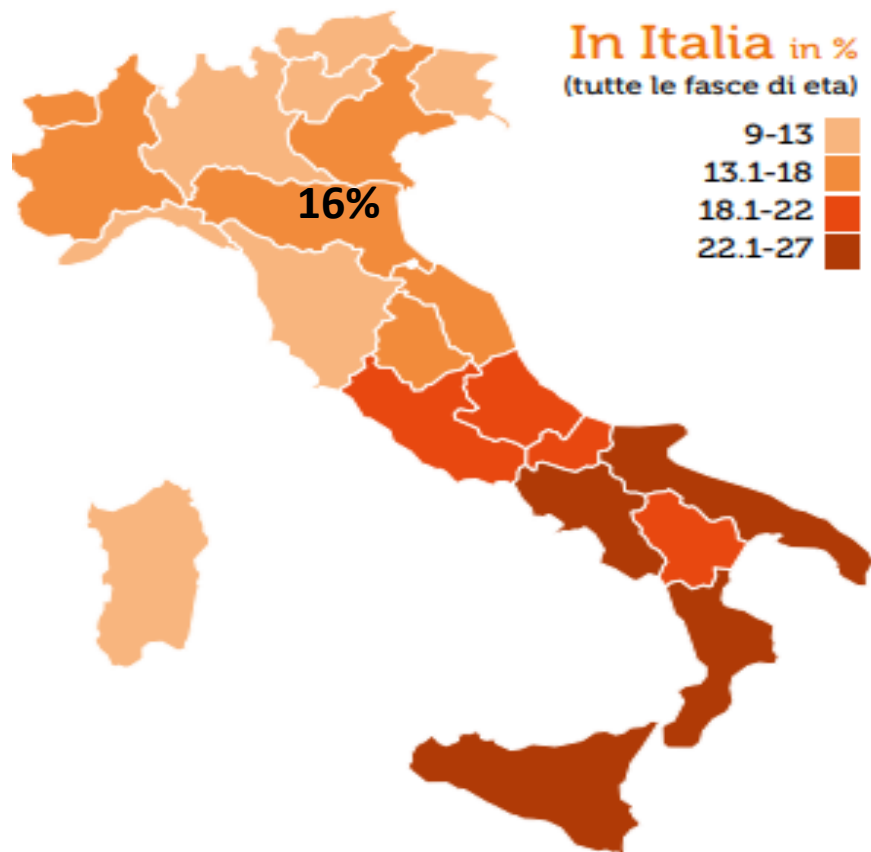 In Italia in %
(tutte le fasce di eta)
9-13
13.1-18
18.1-22
22.1-27
16%